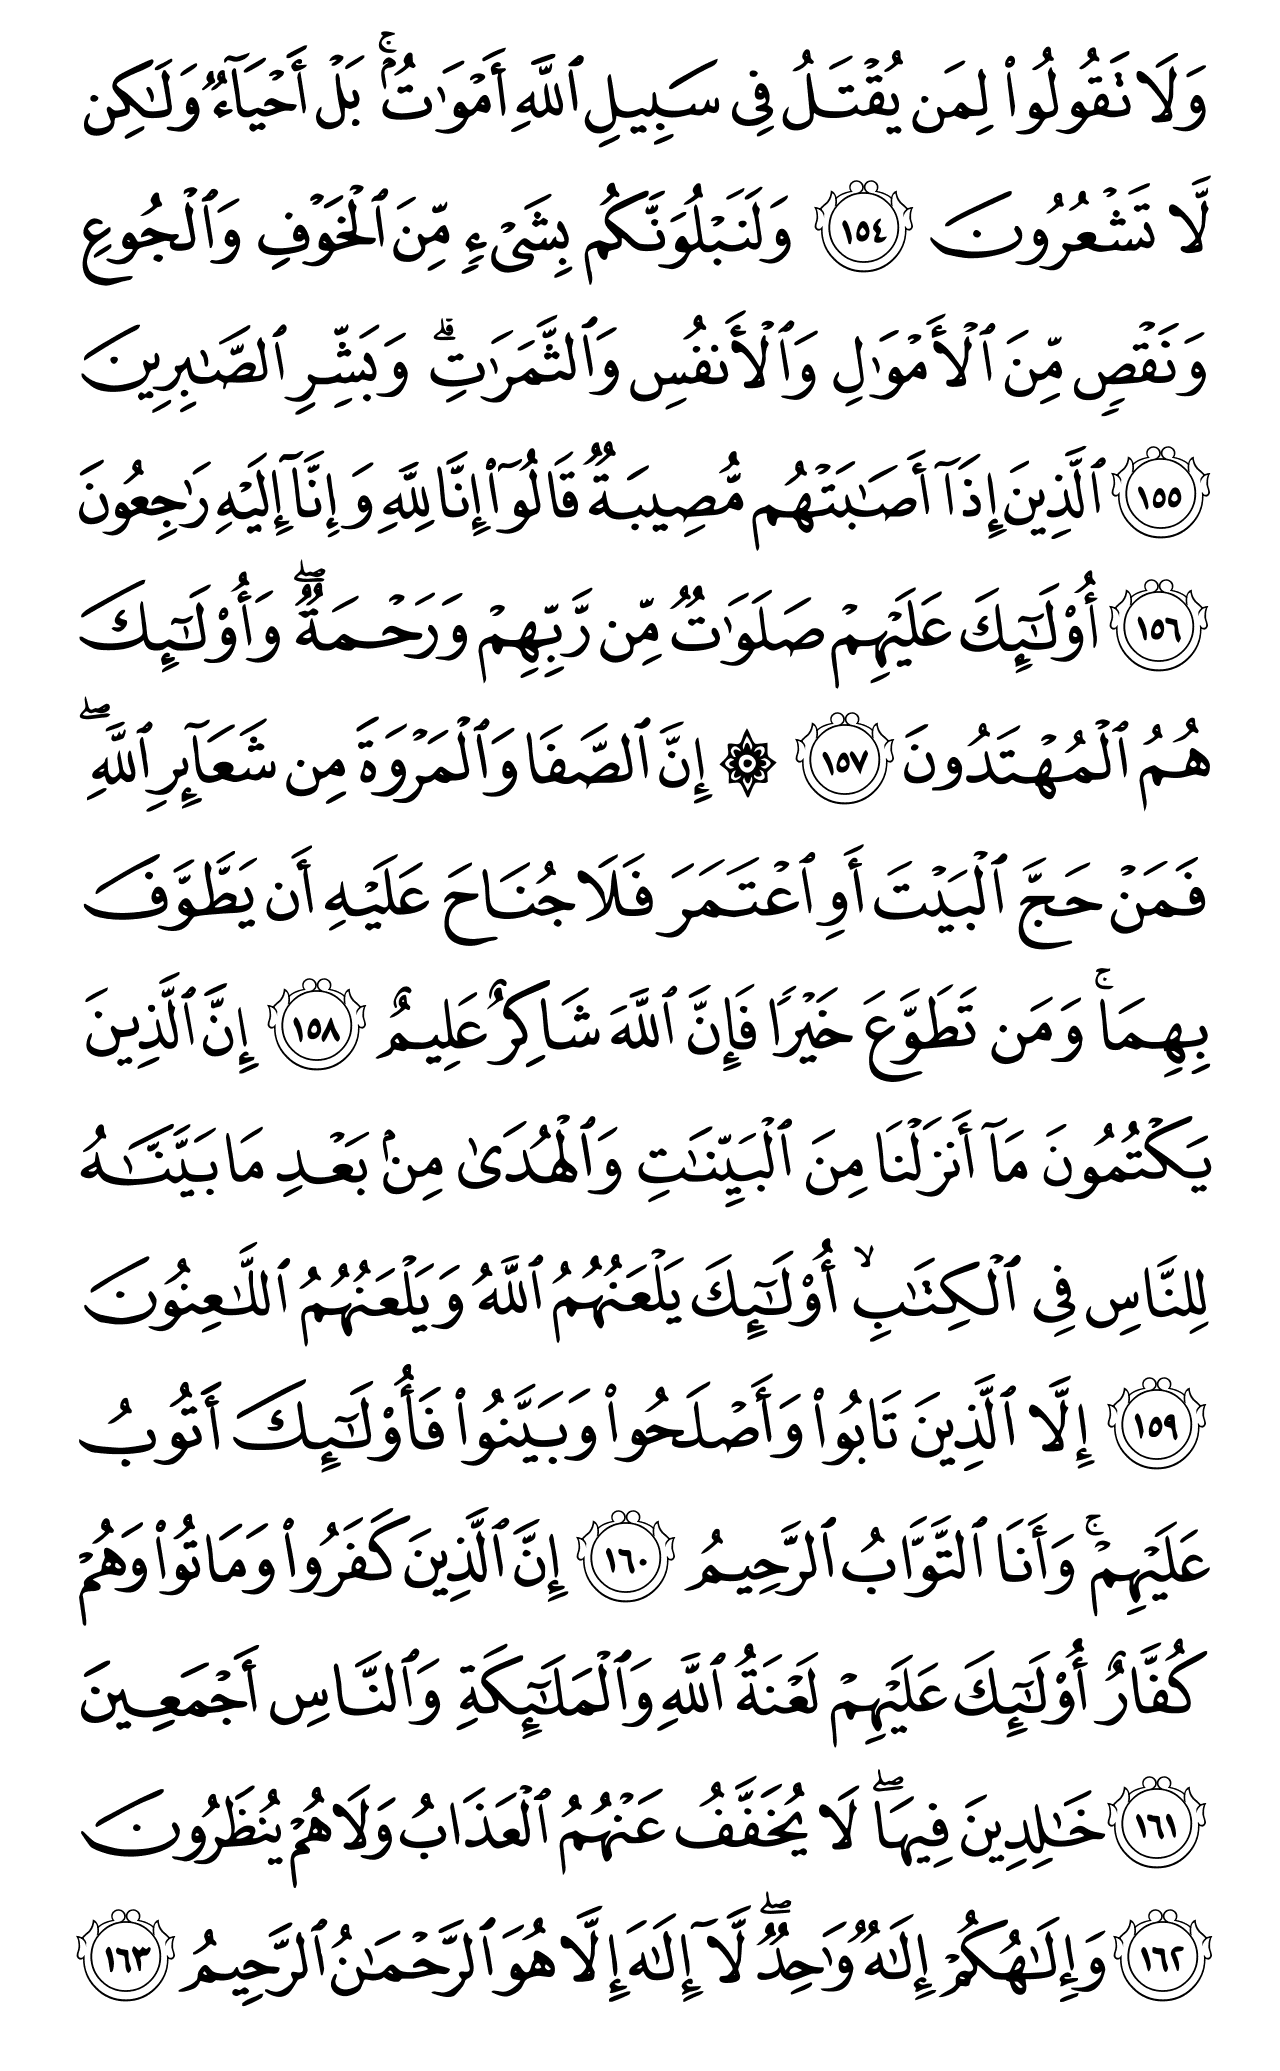 وَلَا تَقُولُوا۟ لِمَن يُقْتَلُ فِى سَبِيلِ ٱللَّهِ أَمْوَٰتٌۢ ۚ بَلْ أَحْيَآءٌ وَلَـٰكِن
لَّا تَشْعُرُونَ ١٥٤ وَلَنَبْلُوَنَّكُم بِشَىْءٍ مِّنَ ٱلْخَوْفِ وَٱلْجُوعِ
وَنَقْصٍ مِّنَ ٱلْأَمْوَٰلِ وَٱلْأَنفُسِ وَٱلثَّمَرَٰتِ ۗ وَبَشِّرِ ٱلصَّـٰبِرِينَ
١٥٥ ٱلَّذِينَ إِذَآ أَصَـٰبَتْهُم مُّصِيبَةٌ قَالُوٓا۟ إِنَّا لِلَّهِ وَإِنَّآ إِلَيْهِ رَٰجِعُونَ
١٥٦ أُو۟لَـٰٓئِكَ عَلَيْهِمْ صَلَوَٰتٌ مِّن رَّبِّهِمْ وَرَحْمَةٌ ۖ وَأُو۟لَـٰٓئِكَ
هُمُ ٱلْمُهْتَدُونَ ١٥٧ ۞ إِنَّ ٱلصَّفَا وَٱلْمَرْوَةَ مِن شَعَآئِرِ ٱللَّهِ ۖ
فَمَنْ حَجَّ ٱلْبَيْتَ أَوِ ٱعْتَمَرَ فَلَا جُنَاحَ عَلَيْهِ أَن يَطَّوَّفَ
بِهِمَا ۚ وَمَن تَطَوَّعَ خَيْرًا فَإِنَّ ٱللَّهَ شَاكِرٌ عَلِيمٌ ١٥٨ إِنَّ ٱلَّذِينَ
يَكْتُمُونَ مَآ أَنزَلْنَا مِنَ ٱلْبَيِّنَـٰتِ وَٱلْهُدَىٰ مِنۢ بَعْدِ مَا بَيَّنَّـٰهُ
لِلنَّاسِ فِى ٱلْكِتَـٰبِ ۙ أُو۟لَـٰٓئِكَ يَلْعَنُهُمُ ٱللَّهُ وَيَلْعَنُهُمُ ٱللَّـٰعِنُونَ
١٥٩ إِلَّا ٱلَّذِينَ تَابُوا۟ وَأَصْلَحُوا۟ وَبَيَّنُوا۟ فَأُو۟لَـٰٓئِكَ أَتُوبُ
عَلَيْهِمْ ۚ وَأَنَا ٱلتَّوَّابُ ٱلرَّحِيمُ ١٦٠ إِنَّ ٱلَّذِينَ كَفَرُوا۟ وَمَاتُوا۟ وَهُمْ
كُفَّارٌ أُو۟لَـٰٓئِكَ عَلَيْهِمْ لَعْنَةُ ٱللَّهِ وَٱلْمَلَـٰٓئِكَةِ وَٱلنَّاسِ أَجْمَعِينَ
١٦١ خَـٰلِدِينَ فِيهَا ۖ لَا يُخَفَّفُ عَنْهُمُ ٱلْعَذَابُ وَلَا هُمْ يُنظَرُونَ
١٦٢ وَإِلَـٰهُكُمْ إِلَـٰهٌ وَٰحِدٌ ۖ لَّآ إِلَـٰهَ إِلَّا هُوَ ٱلرَّحْمَـٰنُ ٱلرَّحِيمُ ١٦٣